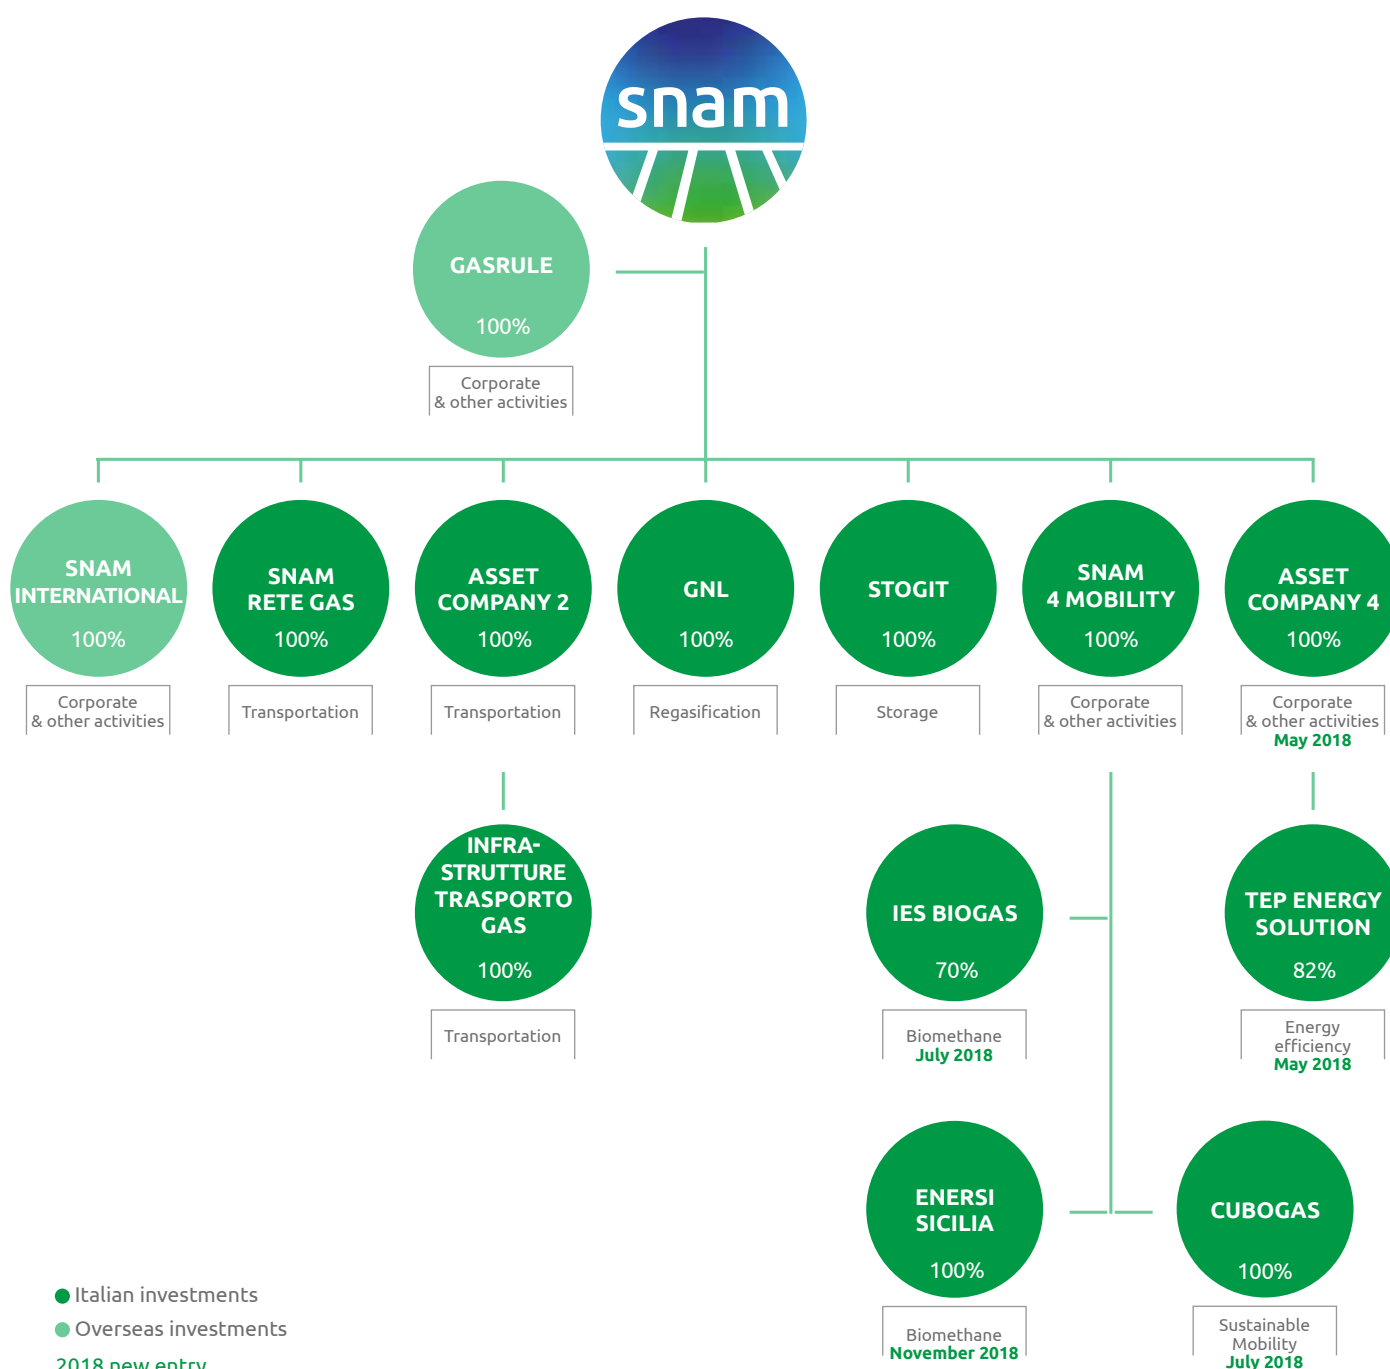 snam
GASRULE
100%
Corporate
& other activities
SNAM
INTERNATIONAL
100%
Corporate
& other activities
SNAM
RETE GAS
100%
Transportation
ASSET
COMPANY 2
100%
Transportation
GNL
100%
Regasification
STOGIT
100%
Storage
SNAM
4 MOBILITY
100%
Corporate
& other activities
ASSET
COMPANY 4
100%
Corporate
& other activities
May 2018
INFRA-
STRUTTURE
TRASPORTO
GAS
100%
Transportation
IES BIOGAS
70%
Biomethane
July 2018
TEP ENERGY
SOLUTION
82%
Energy
efficiency
May 2018
ENERSI
SICILIA
100%
Biomethane
November 2018
CUBOGAS
100%
Sustainable
Mobility
July 2018
Italian investments
Overseas investments
2018 new entry